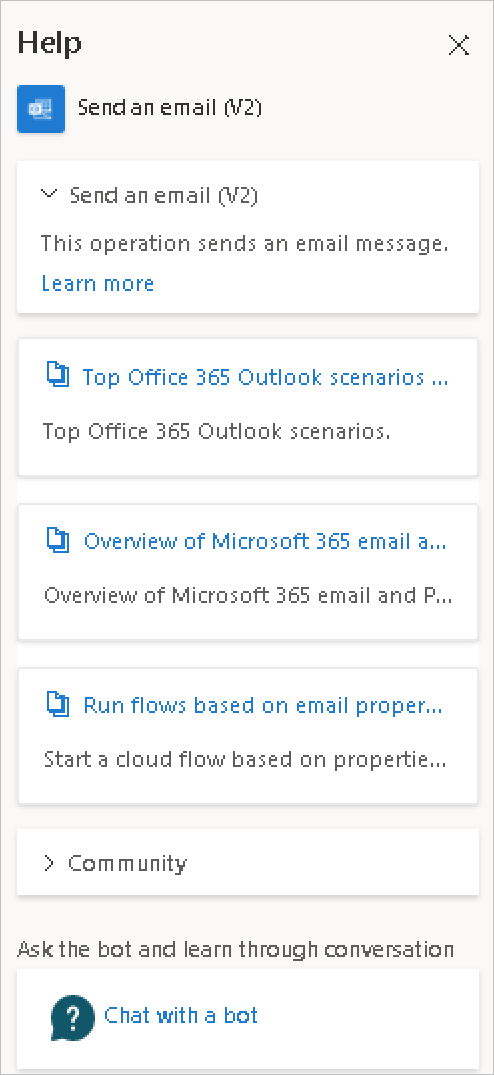 Help
Send an email (V2)
Send an email (V2)
This operation sends an email message.
Learn more
Top Office 365 Outlook scenarios ...
Top Office 365 Outlook scenarios.
Overview of Microsoft 365 email a...
Overview of Microsoft 365 email and P...
Run flows based on email proper...
Start a cloud flow based on propertie...
Community
Ask the bot and learn through conversation
?
Chat with a bot